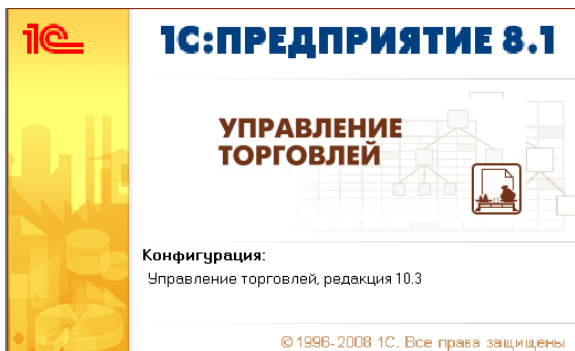 1С
1С:ПРЕДПРИЯТИЕ 8.1
УПРАВЛЕНИЕ
ТОРГОВЛЕЙ
Конфигурация:
Управление торговлей, редакция 10.3
© 1996-2008 1С. Все права защищены